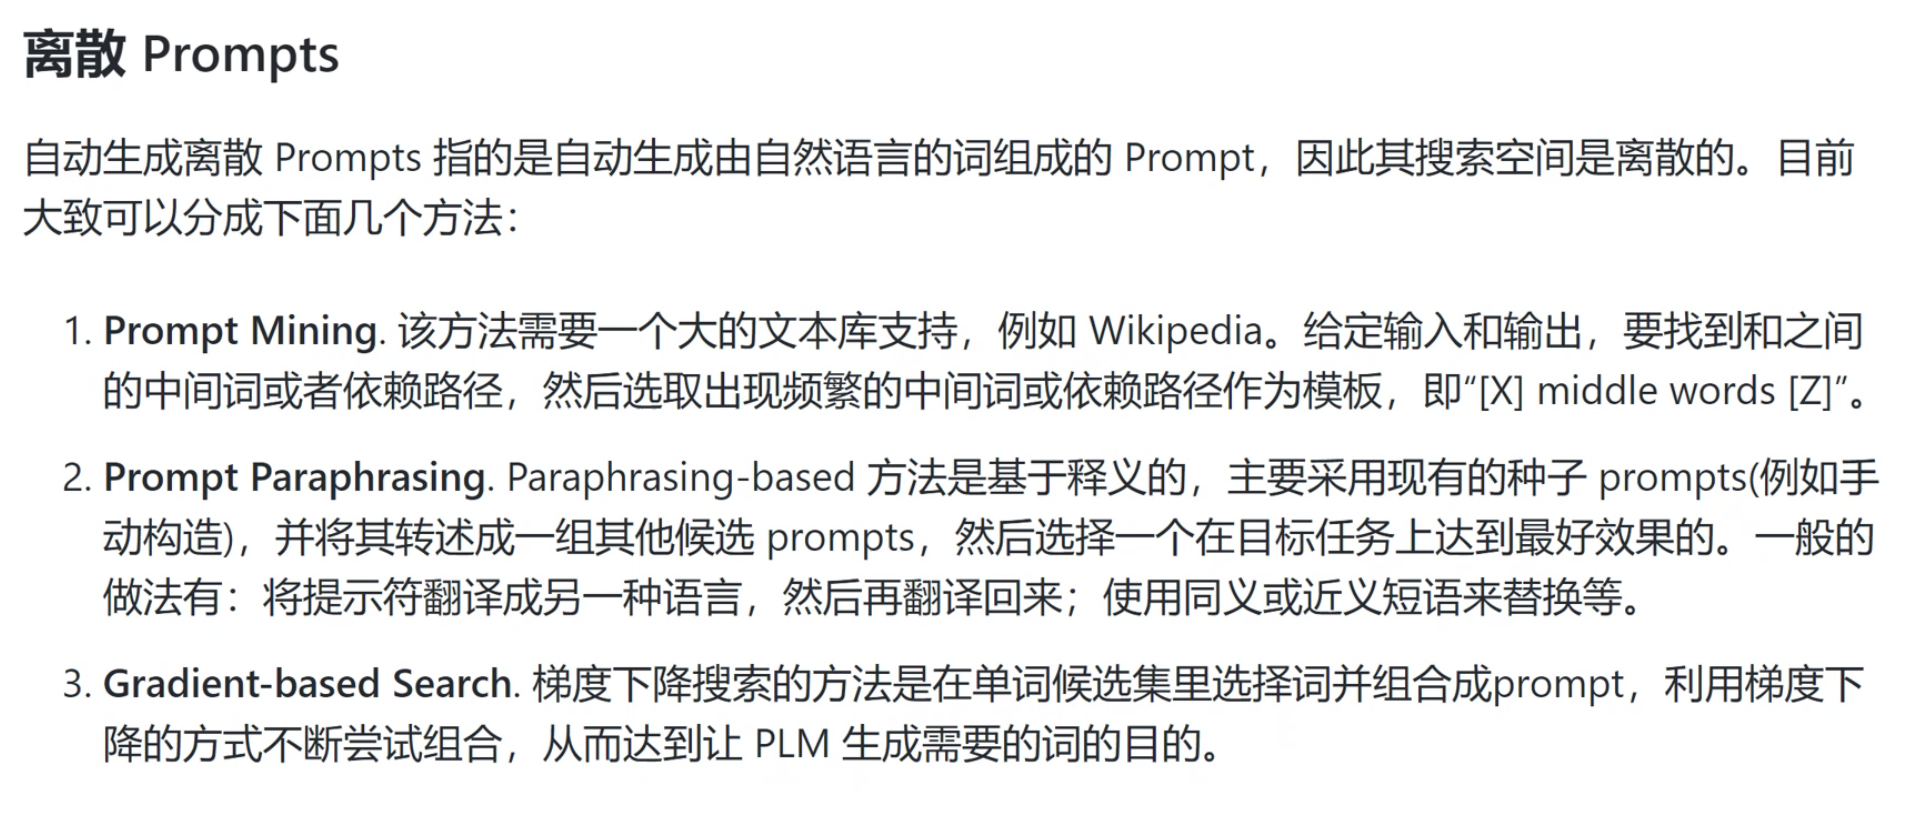 离散 Prompts
自动生成离散 Prompts 指的是自动生成由自然语言的词组成的 Prompt，因此其搜索空间是离散的。目前
大致可以分成下面几个方法：
1. Prompt Mining. 该方法需要一个大的文本库支持，例如 Wikipedia。给定输入和输出，要找到和之间
的中间词或者依赖路径，然后选取出现频繁的中间词或依赖路径作为模板，即“[X] middle words [Z]”。
2. Prompt Paraphrasing. Paraphrasing-based 方法是基于释义的，主要采用现有的种子 prompts(例如手
动构造)，并将其转述成一组其他候选 prompts，然后选择一个在目标任务上达到最好效果的。一般的
做法有：将提示符翻译成另一种语言，然后再翻译回来；使用同义或近义短语来替换等。
3. Gradient-based Search. 梯度下降搜索的方法是在单词候选集里选择词并组合成prompt，利用梯度下
降的方式不断尝试组合，从而达到让 PLM 生成需要的词的目的。